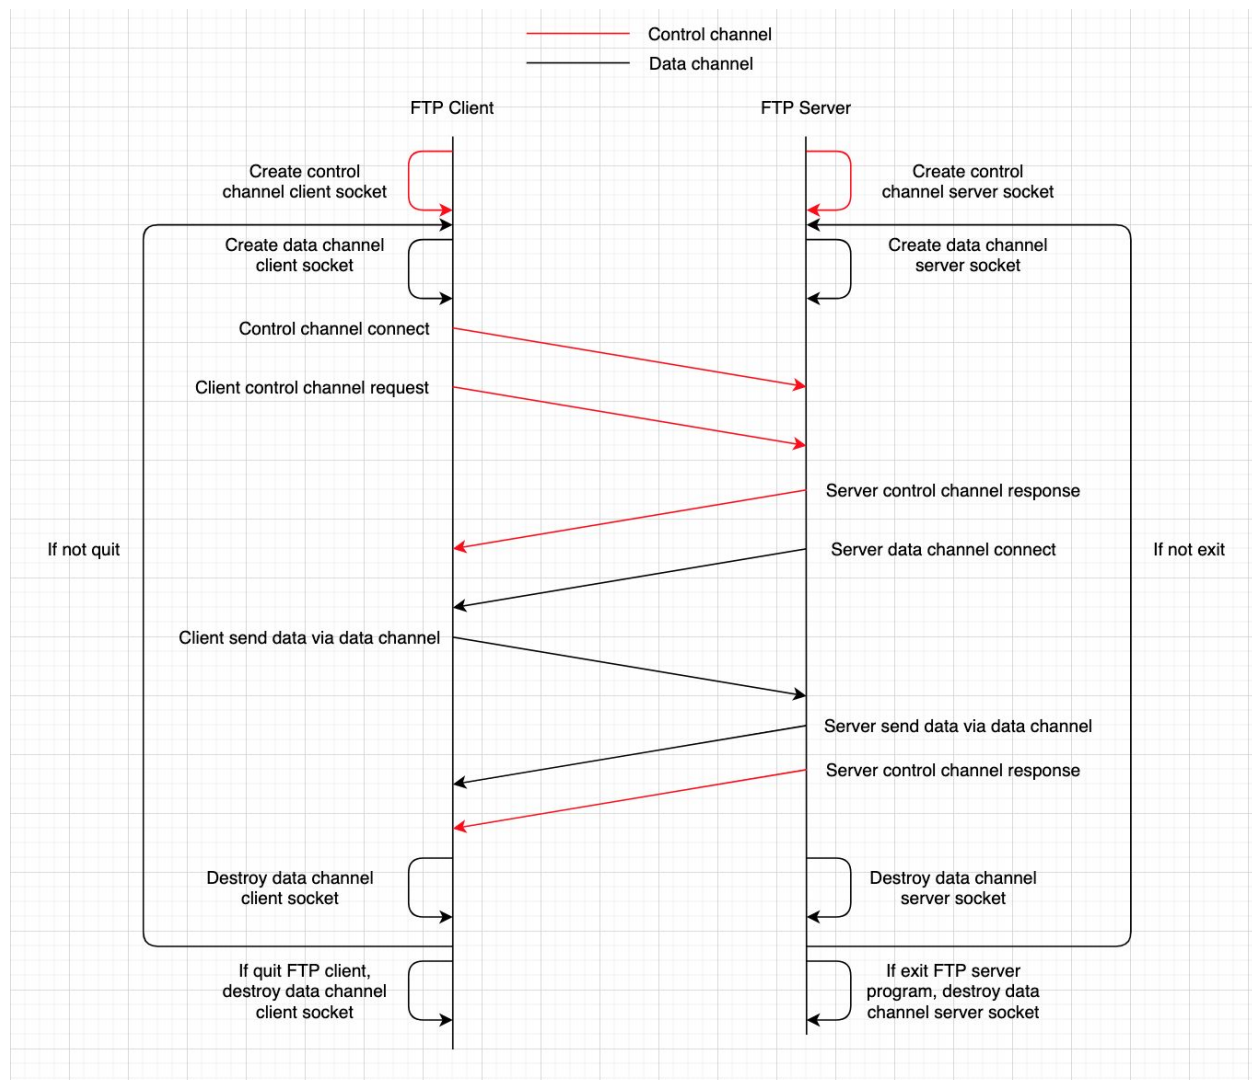 Control channel
Data channel
FTP Client
FTP Server
Create control
channel client socket
Create control
channel server socket
Create data channel
client socket
Create data channel
server socket
Control channel connect
Client control channel request
Server control channel response
If not quit
Server data channel connect
If not exit
Client send data via data channel
Server send data via data channel
Server control channel response
Destroy data channel
client socket
Destroy data channel
server socket
If quit FTP client,
destroy data channel
client socket
If exit FTP server
program, destroy data
channel server socket